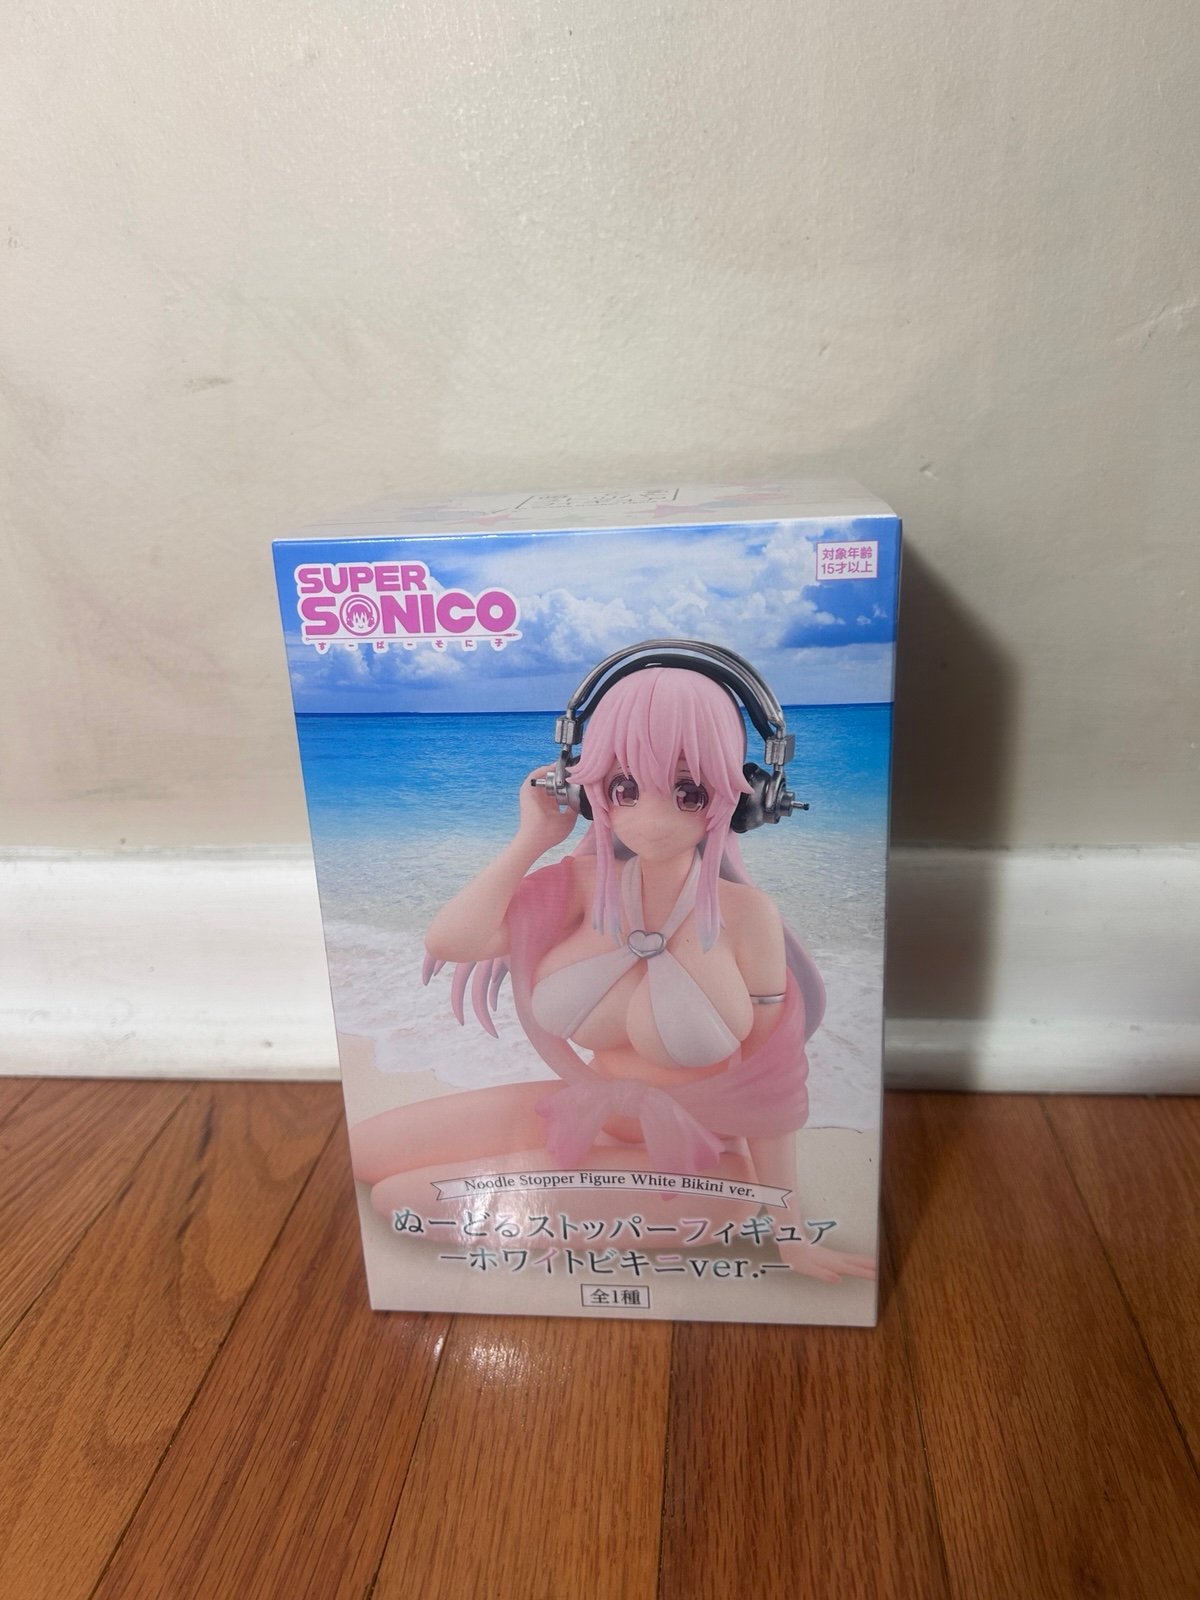 SUPER
SONICO
すーぱーそに子
対象年齢
15才以上
Noodle Stopper Figure White Bikini ver.
ぬーどるストッパーフィギュア
ーホワイトビキニver.ー
全1種